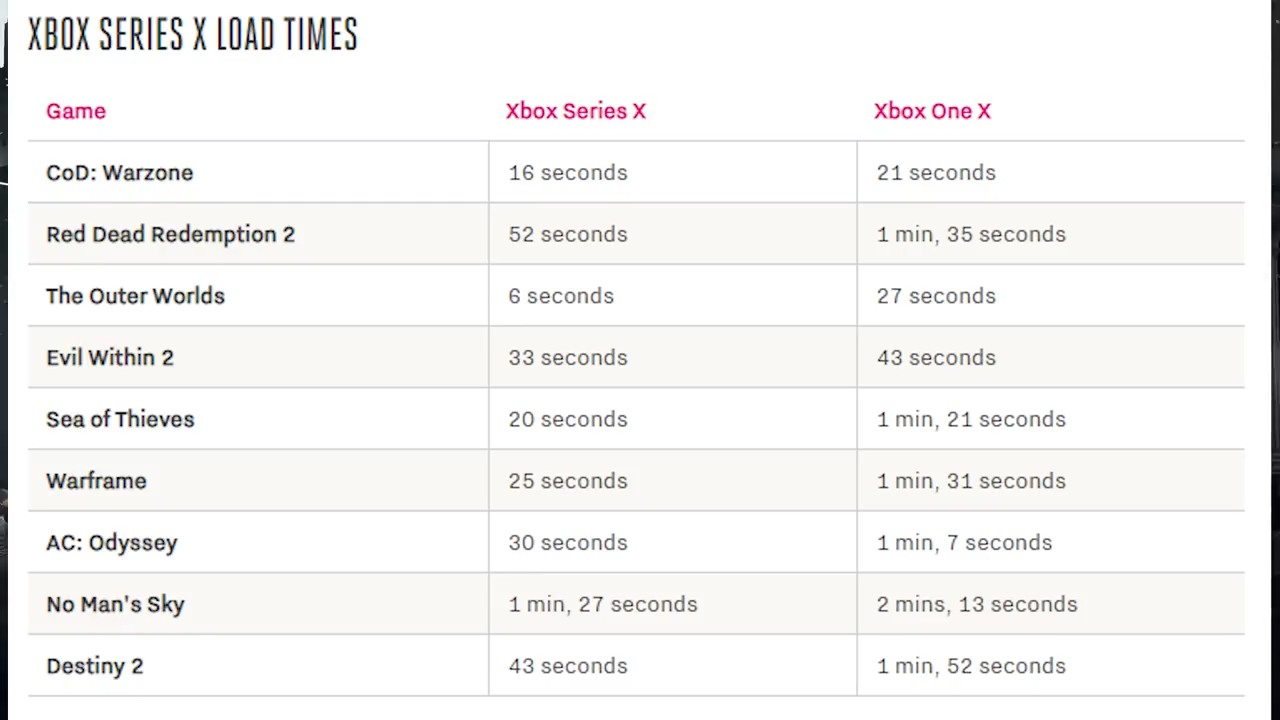 XBOX SERIES X LOAD TIMES
Game Xbox Series X Xbox One X
CoD: Warzone 16 seconds 21 seconds
Red Dead Redemption 2 52 seconds 1 min, 35 seconds
The Outer Worlds 6 seconds 27 seconds
Evil Within 2 33 seconds 43 seconds
Sea of Thieves 20 seconds 1 min, 21 seconds
Warframe 25 seconds 1 min, 31 seconds
AC: Odyssey 30 seconds 1 min, 7 seconds
No Man's Sky 1 min, 27 seconds 2 mins, 13 seconds
Destiny 2 43 seconds 1 min, 52 seconds